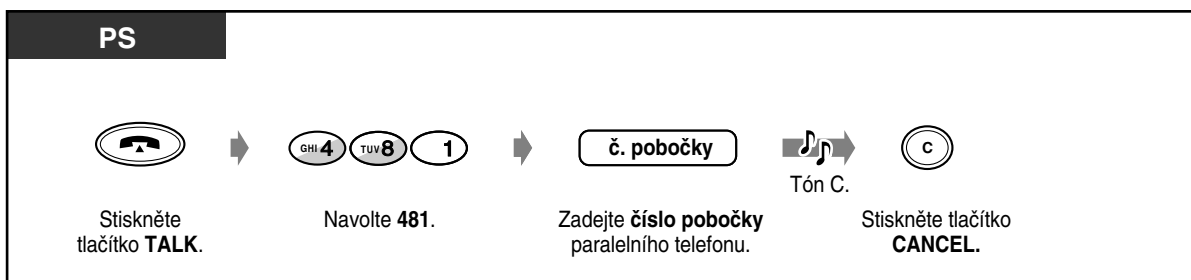 PS
GHI 4 TUV 8 1
č. pobočky
C
Tón C.
Stiskněte
tlačítko TALK.
Navolte 481.
Zadejte číslo pobočky
paralelního telefonu.
Stiskněte tlačítko
CANCEL.